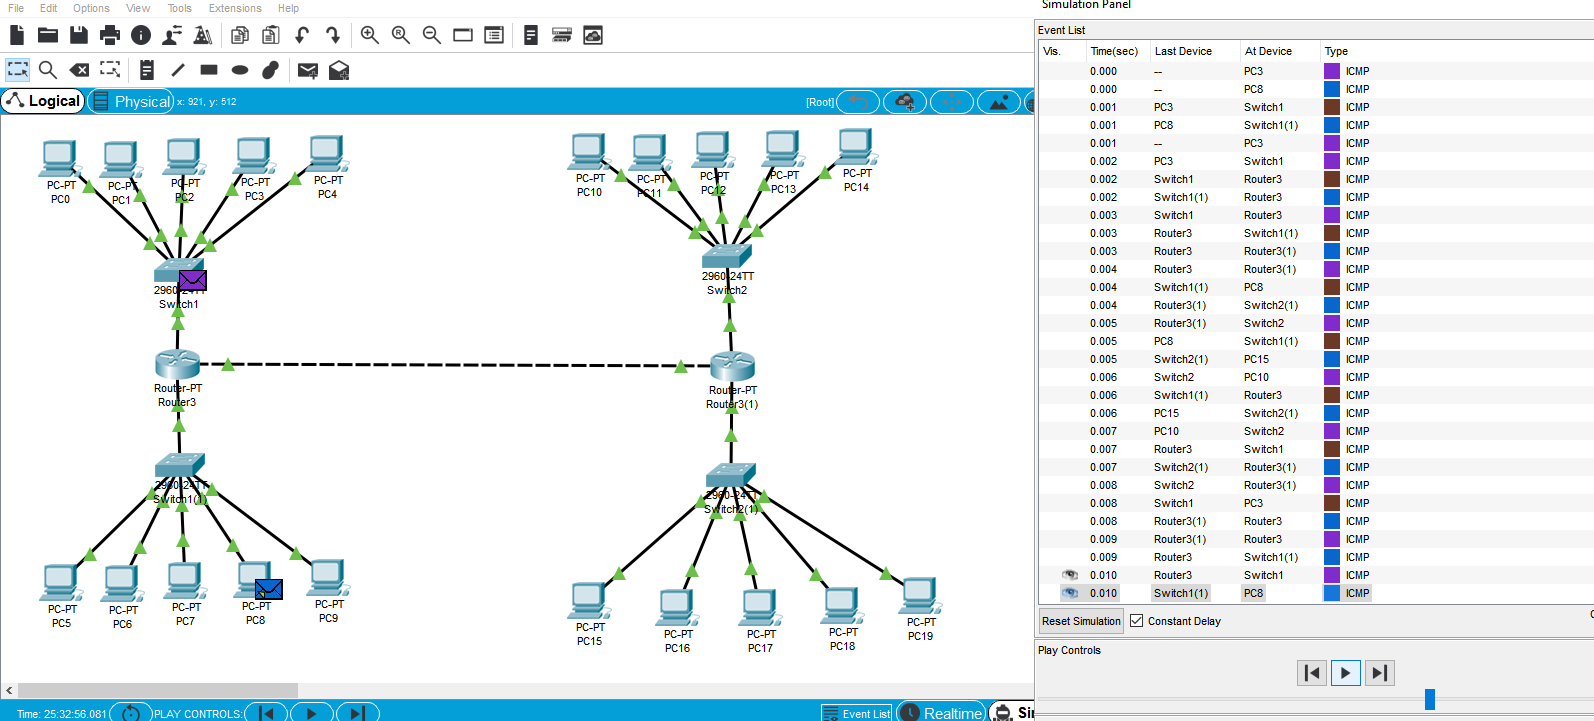 File Edit Options View Tools Extensions Help
Logical Physical x: 921, y: 512 [Root]
PC-PT
PC0
PC-PT
PC1
PC-PT
PC2
PC-PT
PC3
PC-PT
PC4
PC-PT
PC10
PC-PT
PC11
PC-PT
PC12
PC-PT
PC13
PC-PT
PC14
2960-24TT
Switch1
2960-24TT
Switch2
Router-PT
Router3
Router-PT
Router3(1)
2960-24TT
Switch1(1)
2960-24TT
Switch2(1)
PC-PT
PC5
PC-PT
PC6
PC-PT
PC7
PC-PT
PC8
PC-PT
PC9
PC-PT
PC15
PC-PT
PC16
PC-PT
PC17
PC-PT
PC18
PC-PT
PC19
Time: 25:32:56.081 PLAY CONTROLS: Event List Realtime Si
Simulation Panel
Event List
Vis. Time(sec) Last Device At Device Type
0.000 -- PC3 ICMP
0.000 -- PC8 ICMP
0.001 PC3 Switch1 ICMP
0.001 PC8 Switch1(1) ICMP
0.001 -- PC3 ICMP
0.002 PC3 Switch1 ICMP
0.002 Switch1 Router3 ICMP
0.002 Switch1(1) Router3 ICMP
0.003 Switch1 Router3 ICMP
0.003 Router3 Switch1(1) ICMP
0.003 Router3 Router3(1) ICMP
0.004 Router3 Router3(1) ICMP
0.004 Switch1(1) PC8 ICMP
0.004 Router3(1) Switch2(1) ICMP
0.005 Router3(1) Switch2 ICMP
0.005 PC8 Switch1(1) ICMP
0.005 Switch2(1) PC15 ICMP
0.006 Switch2 PC10 ICMP
0.006 Switch1(1) Router3 ICMP
0.006 PC15 Switch2(1) ICMP
0.007 PC10 Switch2 ICMP
0.007 Router3 Switch1 ICMP
0.007 Switch2(1) Router3(1) ICMP
0.008 Switch2 Router3(1) ICMP
0.008 Switch1 PC3 ICMP
0.008 Router3(1) Router3 ICMP
0.009 Router3(1) Router3 ICMP
0.009 Router3 Switch1(1) ICMP
0.010 Router3 Switch1 ICMP
0.010 Switch1(1) PC8 ICMP
Reset Simulation Constant Delay
Play Controls